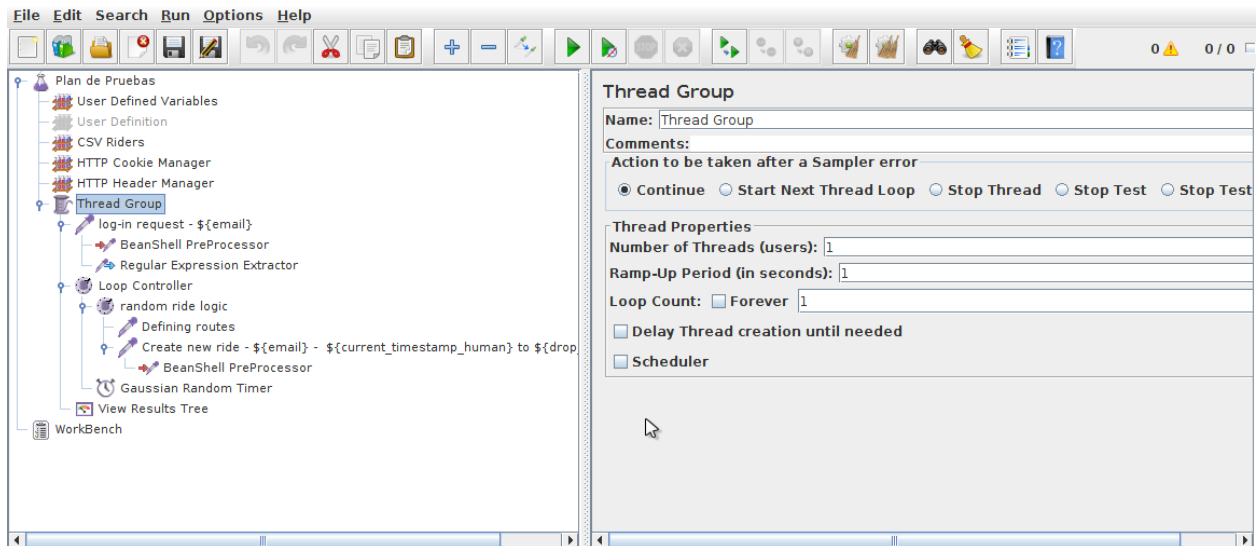 File Edit Search Run Options Help
STOP
0 0 / 0
Plan de Pruebas
User Defined Variables
User Definition
CSV Riders
HTTP Cookie Manager
HTTP Header Manager
Thread Group
log-in request - ${email}
BeanShell PreProcessor
Regular Expression Extractor
Loop Controller
random ride logic
Defining routes
Create new ride - ${email} - ${current_timestamp_human} to ${drop_
BeanShell PreProcessor
Gaussian Random Timer
View Results Tree
WorkBench
Thread Group
Name: Thread Group
Comments:
Action to be taken after a Sampler error
Continue Start Next Thread Loop Stop Thread Stop Test Stop Test
Thread Properties
Number of Threads (users): 1
Ramp-Up Period (in seconds): 1
Loop Count: Forever 1
Delay Thread creation until needed
Scheduler